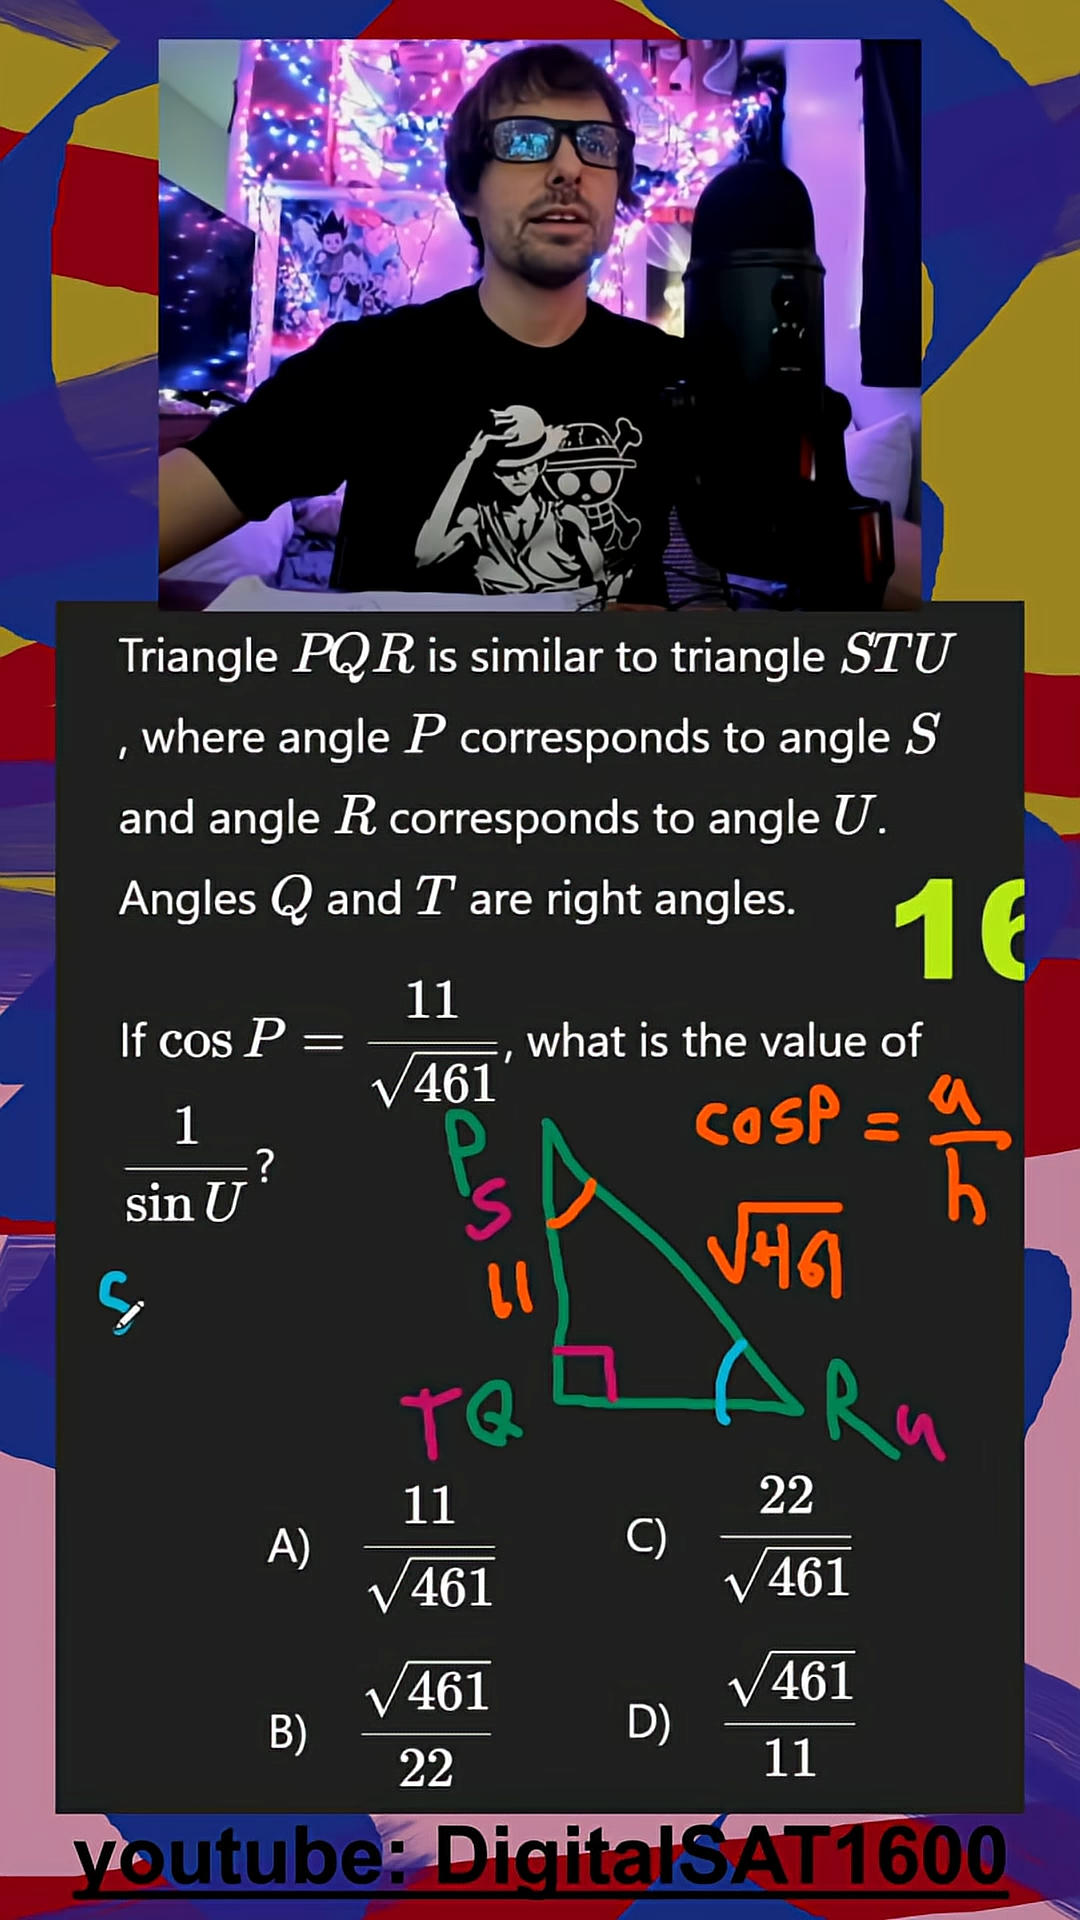 Triangle PQR is similar to triangle STU
, where angle P corresponds to angle S
and angle R corresponds to angle U.
Angles Q and T are right angles.
16
If cos P = 11/√461, what is the value of
1/sin U?
cosP = a/h
P
S
11
√461
T Q
R u
S
A) 11/√461
C) 22/√461
B) √461/22
D) √461/11
youtube: DigitalSAT1600